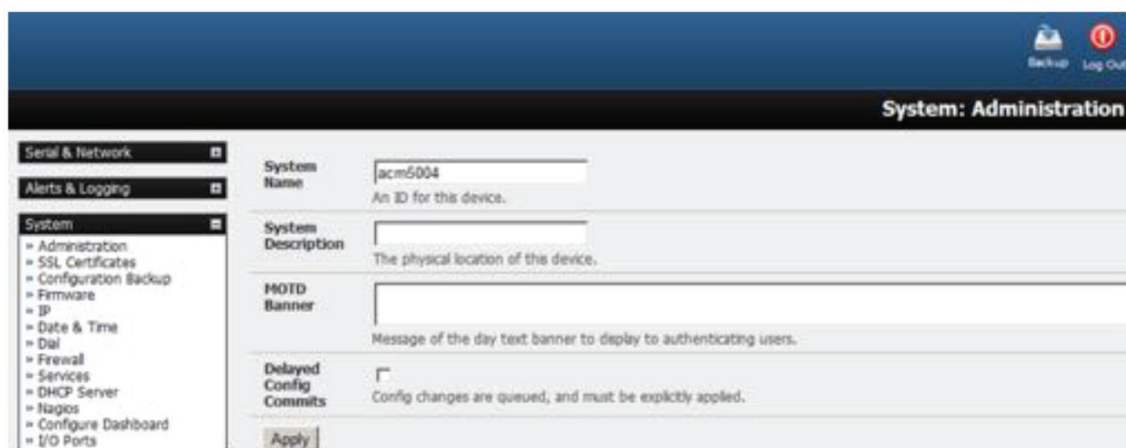 Backup
Log Out
System: Administration
Serial & Network
Alerts & Logging
System
Administration
SSL Certificates
Configuration Backup
Firmware
IP
Date & Time
Dial
Firewall
Services
DHCP Server
Nagios
Configure Dashboard
I/O Ports
System Name
acm5004
An ID for this device.
System Description
The physical location of this device.
MOTD Banner
Message of the day text banner to display to authenticating users.
Delayed Config Commits
Config changes are queued, and must be explicitly applied.
Apply